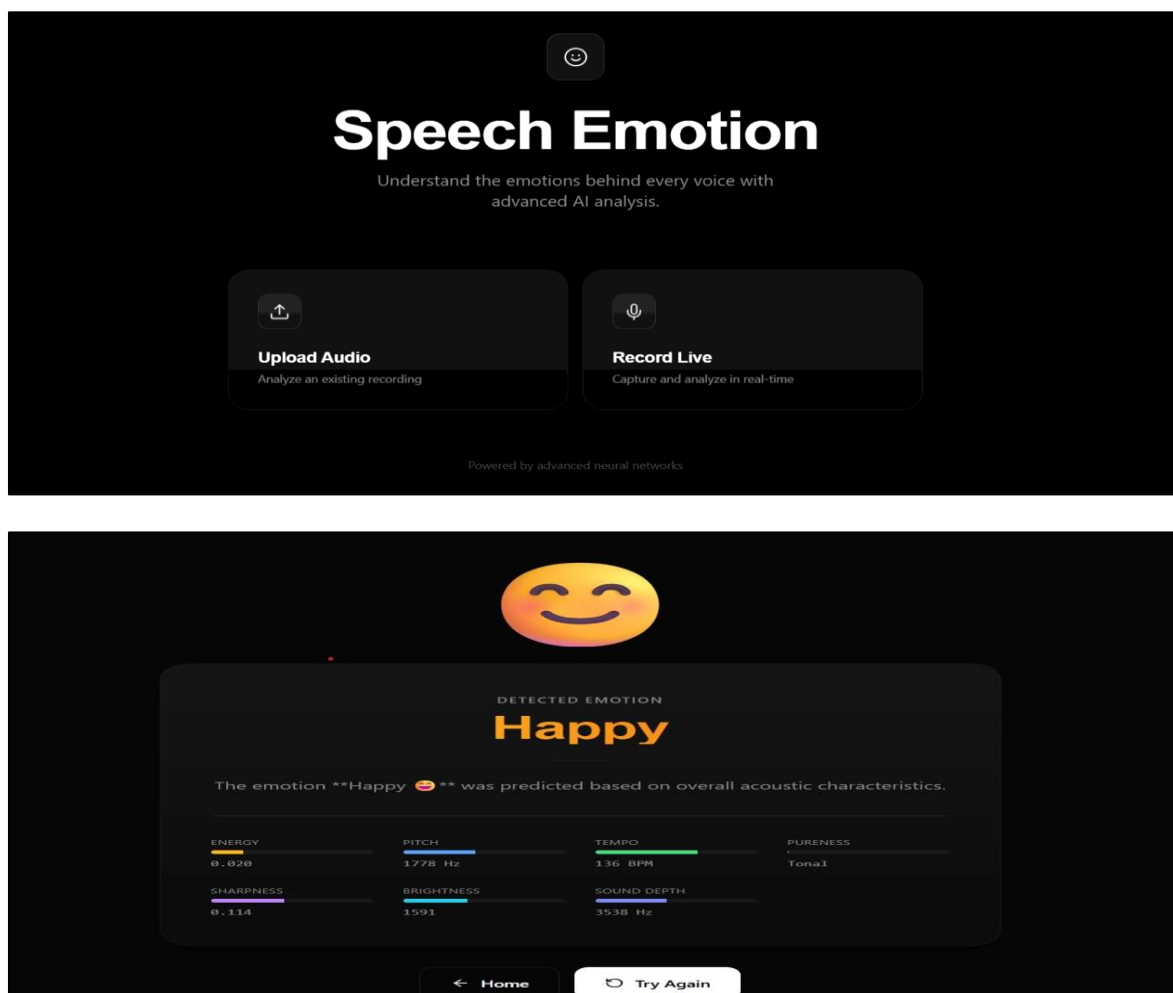 Speech Emotion
Understand the emotions behind every voice with
advanced AI analysis.
Upload Audio
Analyze an existing recording
Record Live
Capture and analyze in real-time
Powered by advanced neural networks
DETECTED EMOTION
Happy
The emotion **Happy 😄** was predicted based on overall acoustic characteristics.
ENERGY
0.020
PITCH
1778 Hz
TEMPO
136 BPM
PURENESS
Tonal
SHARPNESS
0.114
BRIGHTNESS
1591
SOUND DEPTH
3538 Hz
← Home
Try Again